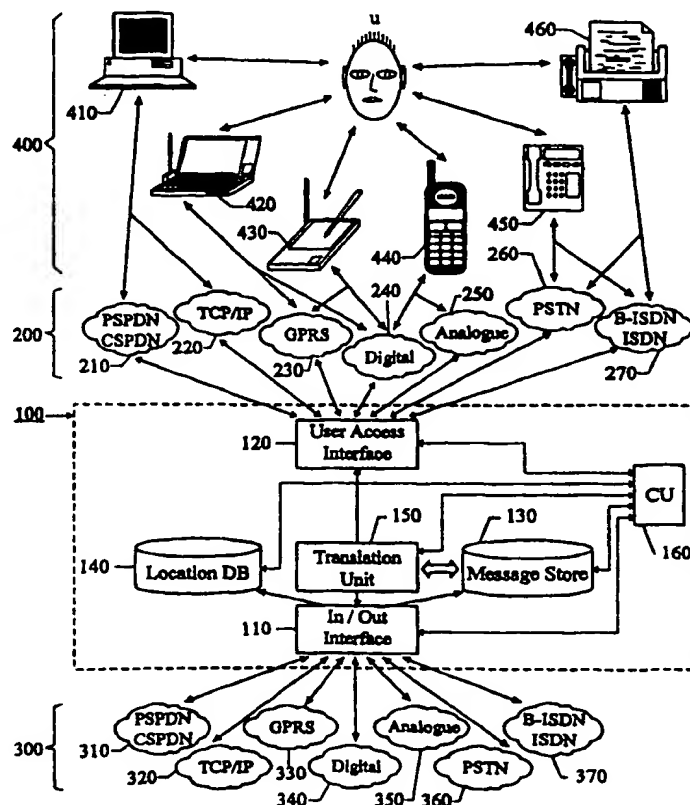 u
460
410
400
420
430
440
450
260
240
250
200
PSPDN
CSPDN
TCP/IP
GPRS
Digital
Analogue
PSTN
B-ISDN
ISDN
210
220
230
270
100
120
User Access
Interface
CU
150
130
160
140
Location DB
Translation
Unit
Message Store
110
In / Out
Interface
300
PSPDN
CSPDN
GPRS
Analogue
B-ISDN
ISDN
310
TCP/IP
330
Digital
PSTN
370
320
340
350
360